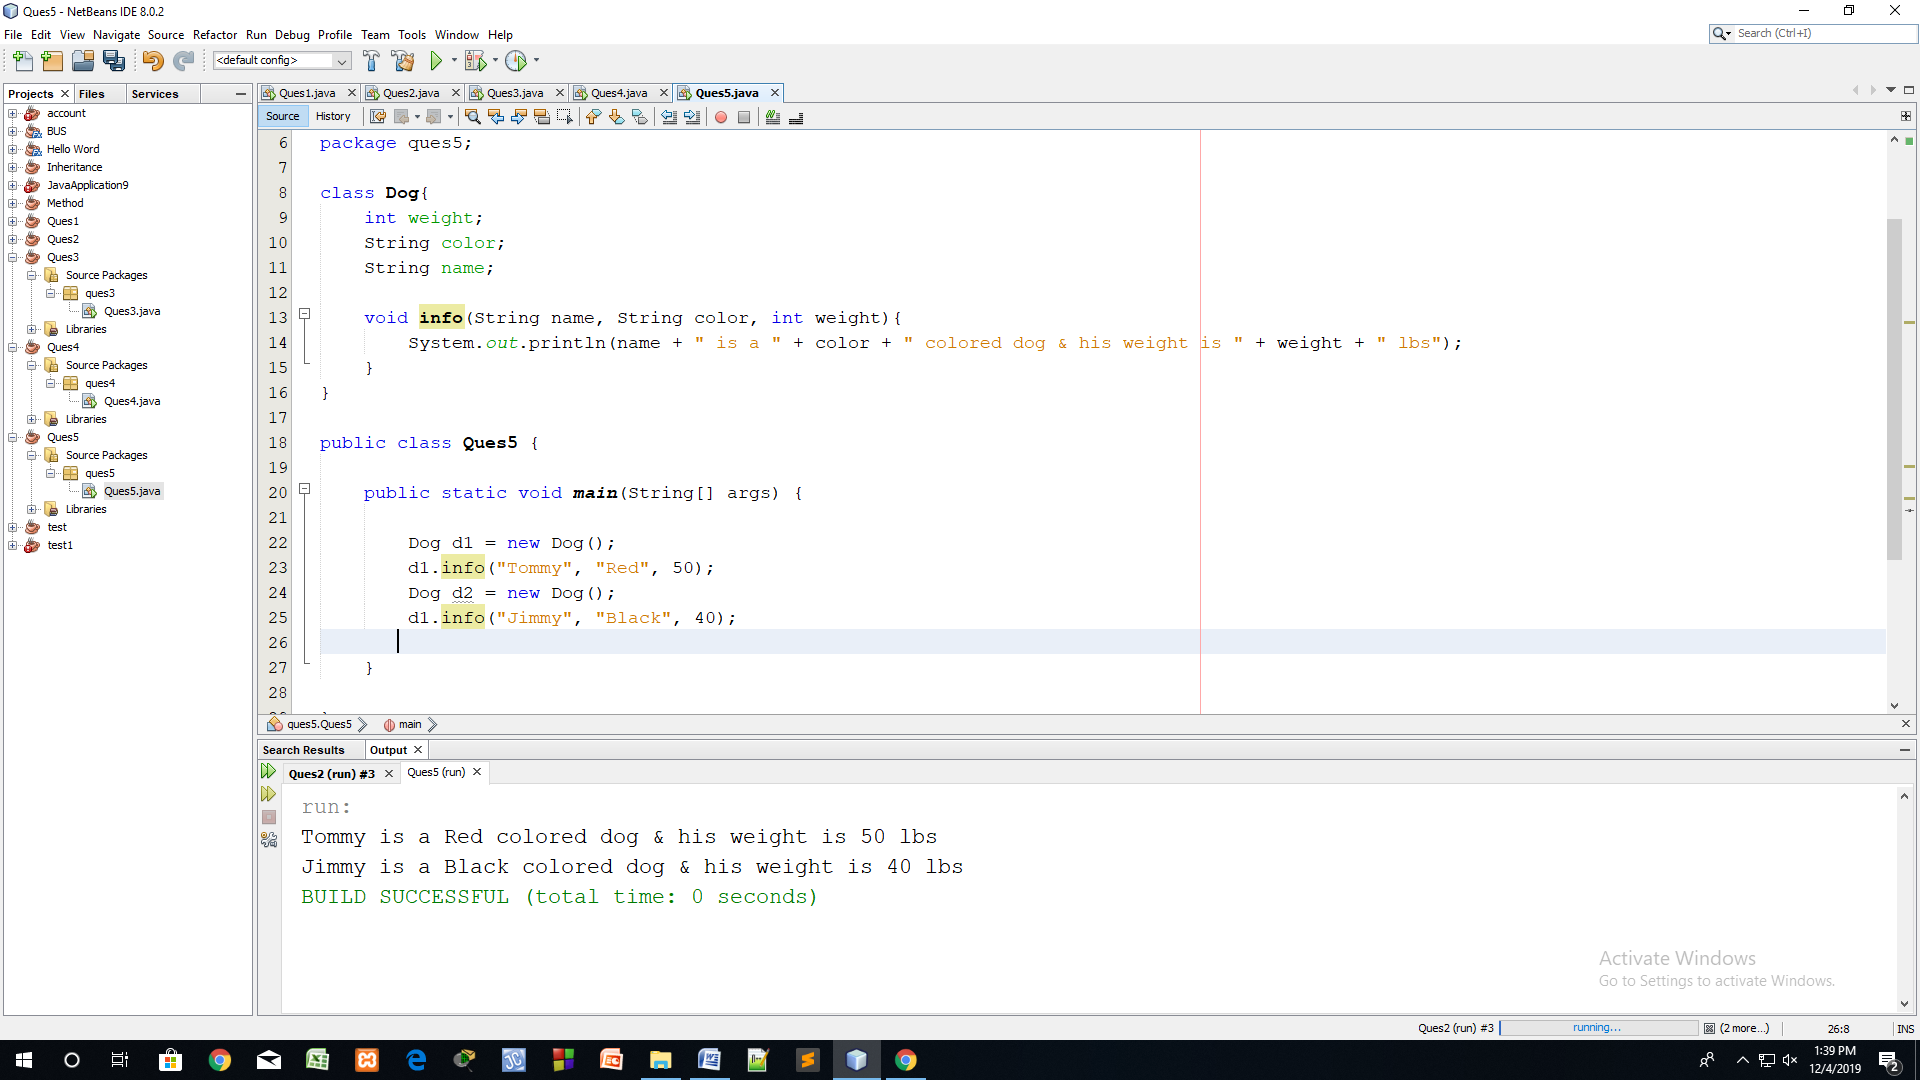 Ques5 - NetBeans IDE 8.0.2
File Edit View Navigate Source Refactor Run Debug Profile Team Tools Window Help
Search (Ctrl+I)
<default config>
Projects Files Services
account
BUS
Hello Word
Inheritance
JavaApplication9
Method
Ques1
Ques2
Ques3
Source Packages
ques3
Ques3.java
Libraries
Ques4
Source Packages
ques4
Ques4.java
Libraries
Ques5
Source Packages
ques5
Ques5.java
Libraries
test
test1
Ques1.java Ques2.java Ques3.java Ques4.java Ques5.java
Source History
6 package ques5;
7
8 class Dog{
9 int weight;
10 String color;
11 String name;
12
13 void info(String name, String color, int weight){
14 System.out.println(name + " is a " + color + " colored dog & his weight is " + weight + " lbs");
15 }
16 }
17
18 public class Ques5 {
19
20 public static void main(String[] args) {
21
22 Dog d1 = new Dog();
23 d1.info("Tommy", "Red", 50);
24 Dog d2 = new Dog();
25 d1.info("Jimmy", "Black", 40);
26
27 }
28
ques5.Ques5 main
Search Results Output
Ques2 (run) #3 Ques5 (run)
run:
Tommy is a Red colored dog & his weight is 50 lbs
Jimmy is a Black colored dog & his weight is 40 lbs
BUILD SUCCESSFUL (total time: 0 seconds)
Activate Windows
Go to Settings to activate Windows.
Ques2 (run) #3 running... (2 more...) 26:8 INS
1:39 PM
12/4/2019
2